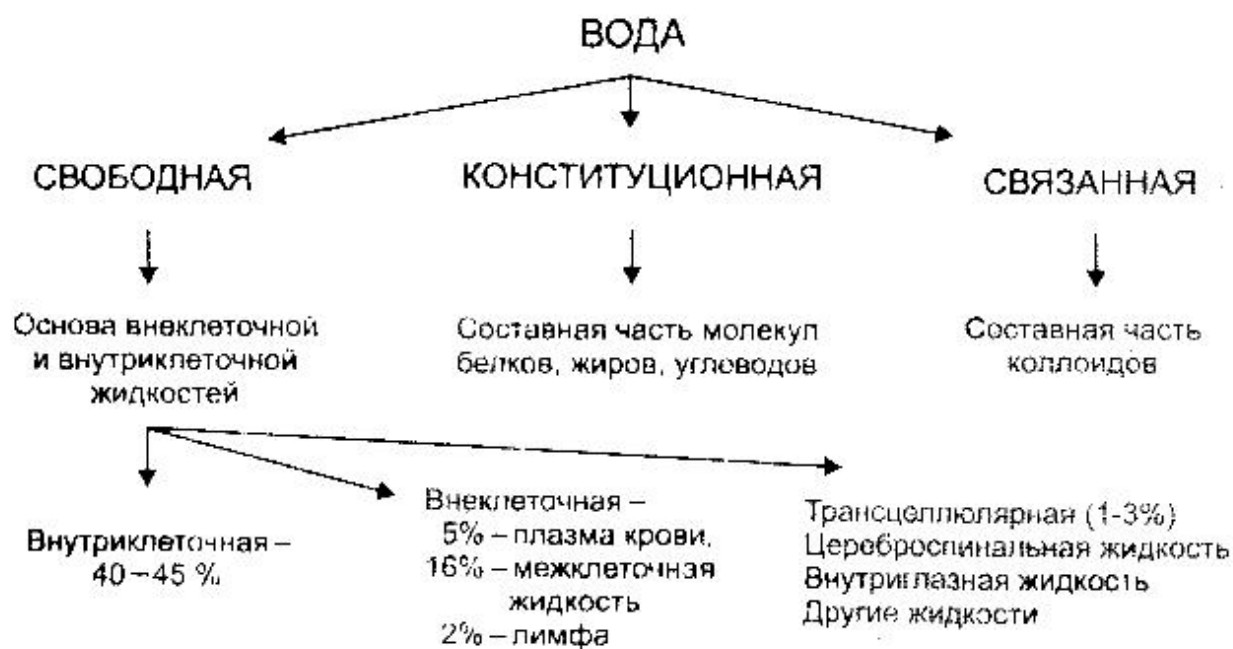 ВОДА
СВОБОДНАЯ
КОНСТИТУЦИОННАЯ
СВЯЗАННАЯ
Основа внеклеточной
и внутриклеточной
жидкостей
Составная часть молекул
белков, жиров, углеводов
Составная часть
коллоидов
Внутриклеточная –
40–45 %
Внеклеточная –
5% – плазма крови,
16% – межклеточная
жидкость
2% – лимфа
Трансцеллюлярная (1-3%)
Цереброспинальная жидкость
Внутриглазная жидкость
Другие жидкости